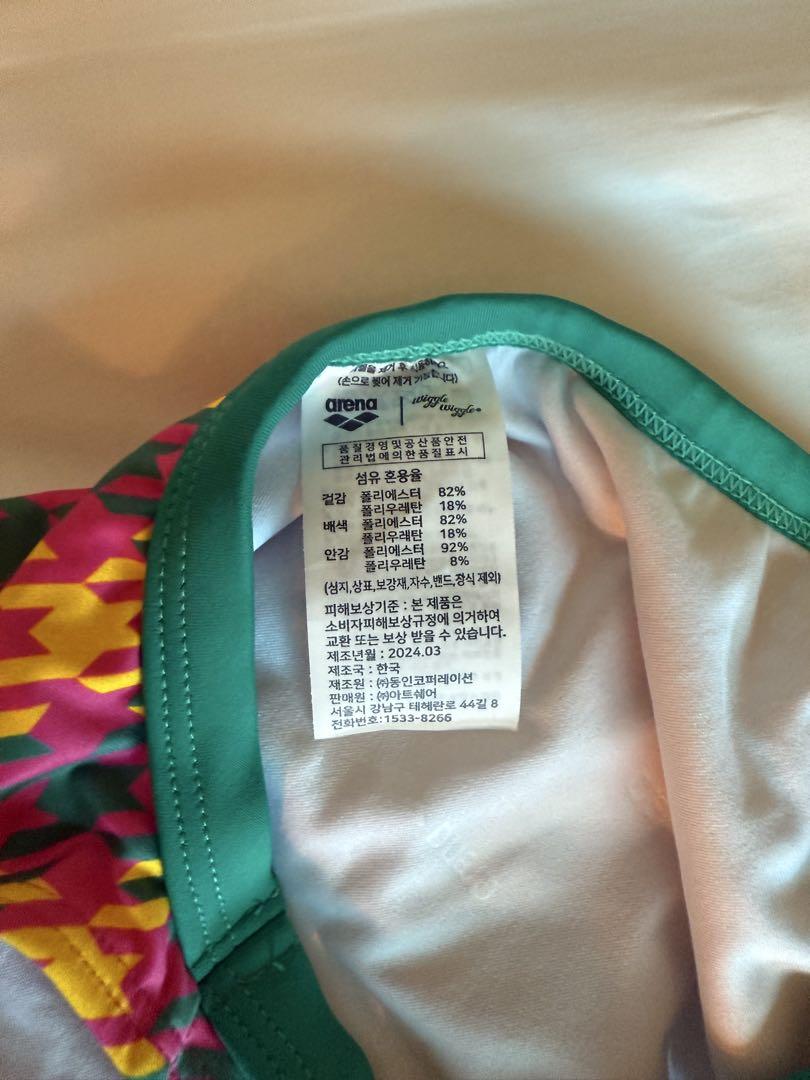 (손으로 찢어 제거 가능합니다)
arena | wiggle wiggle
품질경영및공산품안전
관리법에의한품질표시
섬유 혼용율
겉감 폴리에스터 82%
폴리우레탄 18%
배색 폴리에스터 82%
폴리우레탄 18%
안감 폴리에스터 92%
폴리우레탄 8%
(심지,상표,보강재,자수,밴드,장식 제외)
피해보상기준 : 본 제품은
소비자피해보상규정에 의거하여
교환 또는 보상 받을 수 있습니다.
제조년월 : 2024.03
제조국 : 한국
제조원 : ㈜동인코퍼레이션
판매원 : ㈜아트쉐어
서울시 강남구 테헤란로 44길 8
전화번호:1533-8266